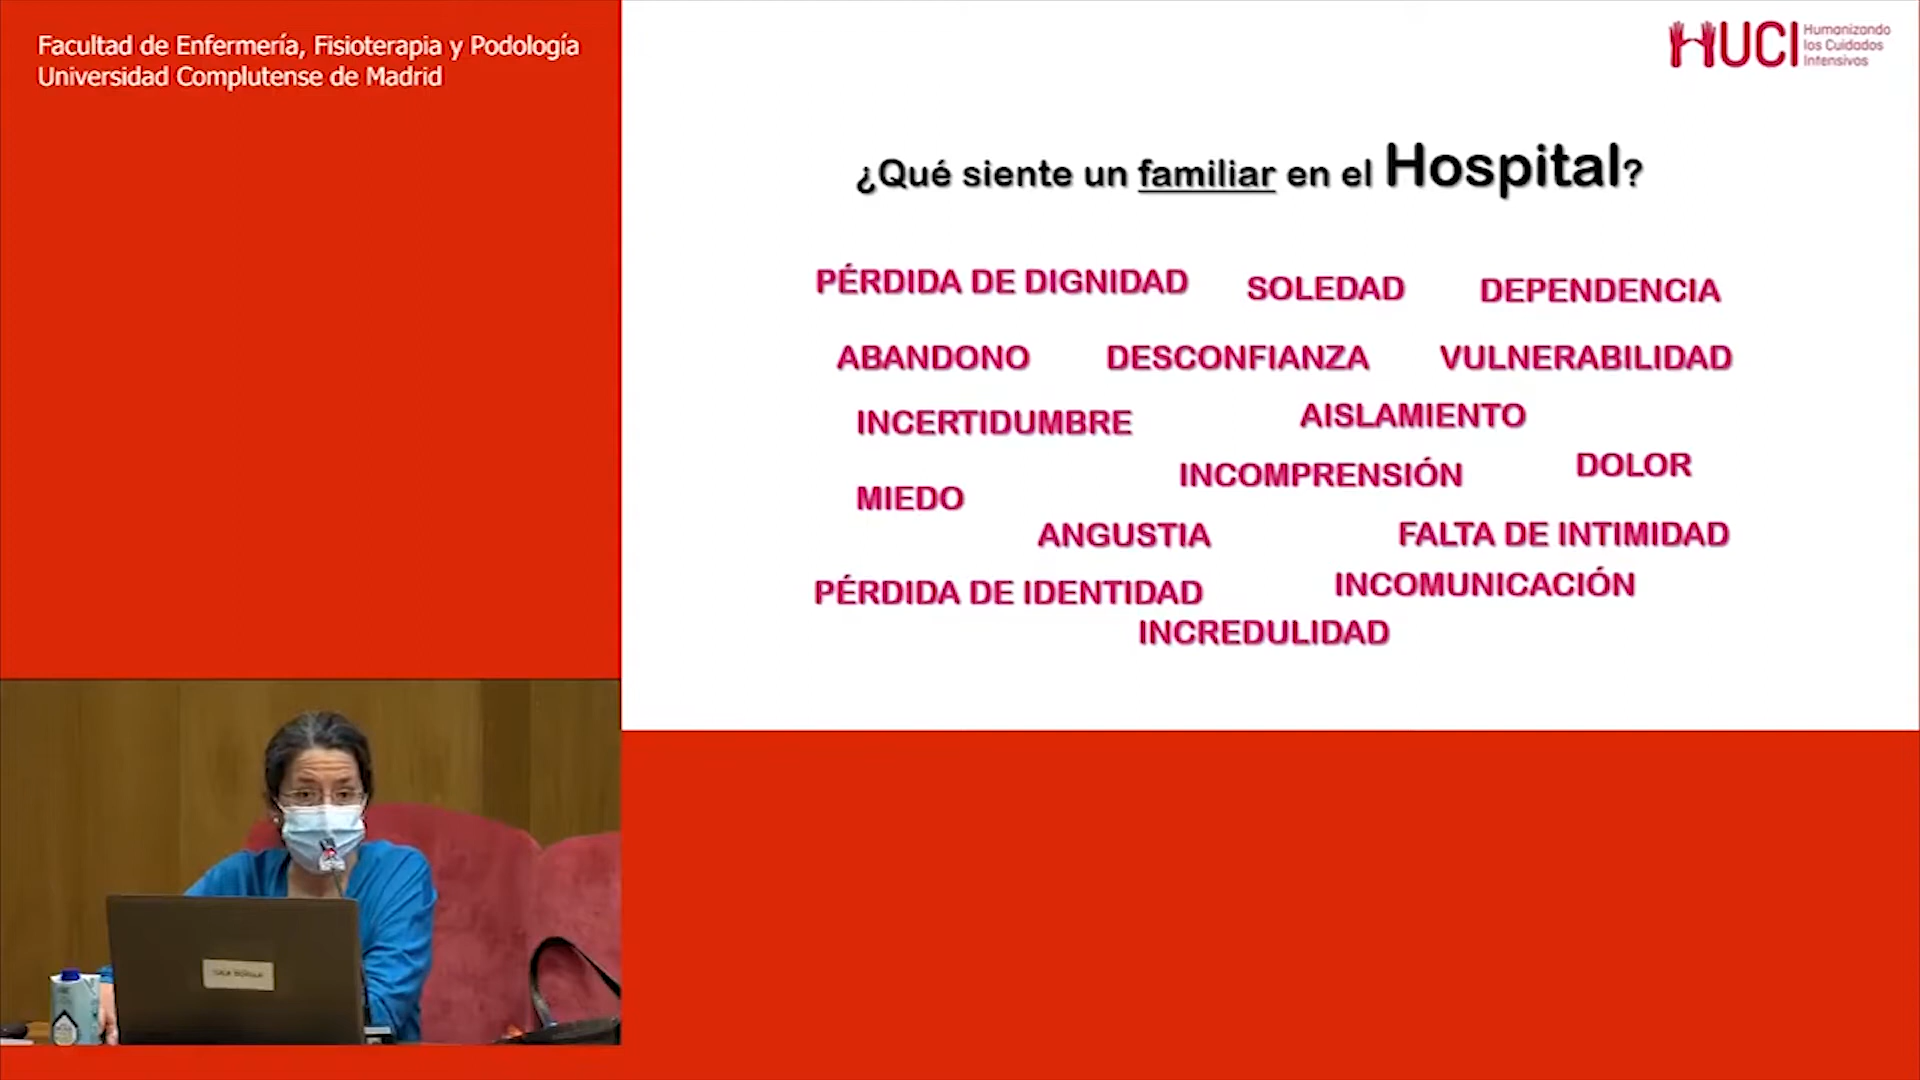 Facultad de Enfermería, Fisioterapia y Podología
Universidad Complutense de Madrid
HUCI Humanizando
los Cuidados
Intensivos
¿Qué siente un familiar en el Hospital?
PÉRDIDA DE DIGNIDAD SOLEDAD DEPENDENCIA
ABANDONO DESCONFIANZA VULNERABILIDAD
INCERTIDUMBRE AISLAMIENTO
INCOMPRENSIÓN DOLOR
MIEDO
ANGUSTIA FALTA DE INTIMIDAD
PÉRDIDA DE IDENTIDAD INCOMUNICACIÓN
INCREDULIDAD